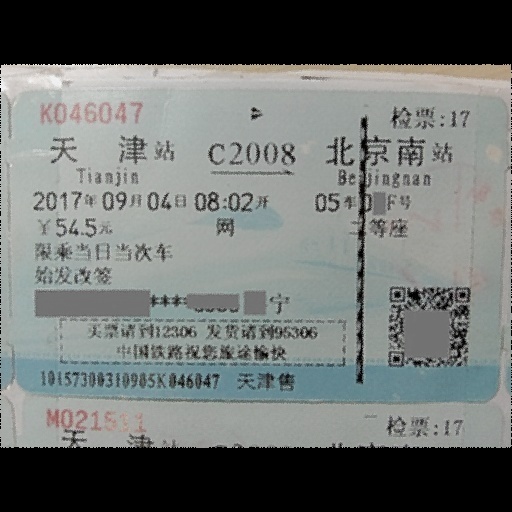 K046047 检票:17
天津站 C2008 北京南站
Tianjin Beijingnan
2017年09月04日 08:02开 05车 F号
￥54.5元 网 二等座
限乘当日当次车
始发改签
宁
买票请到12306 发货请到95306
中国铁路祝您旅途愉快
10157300310905K046047 天津售
检票:17
天 津